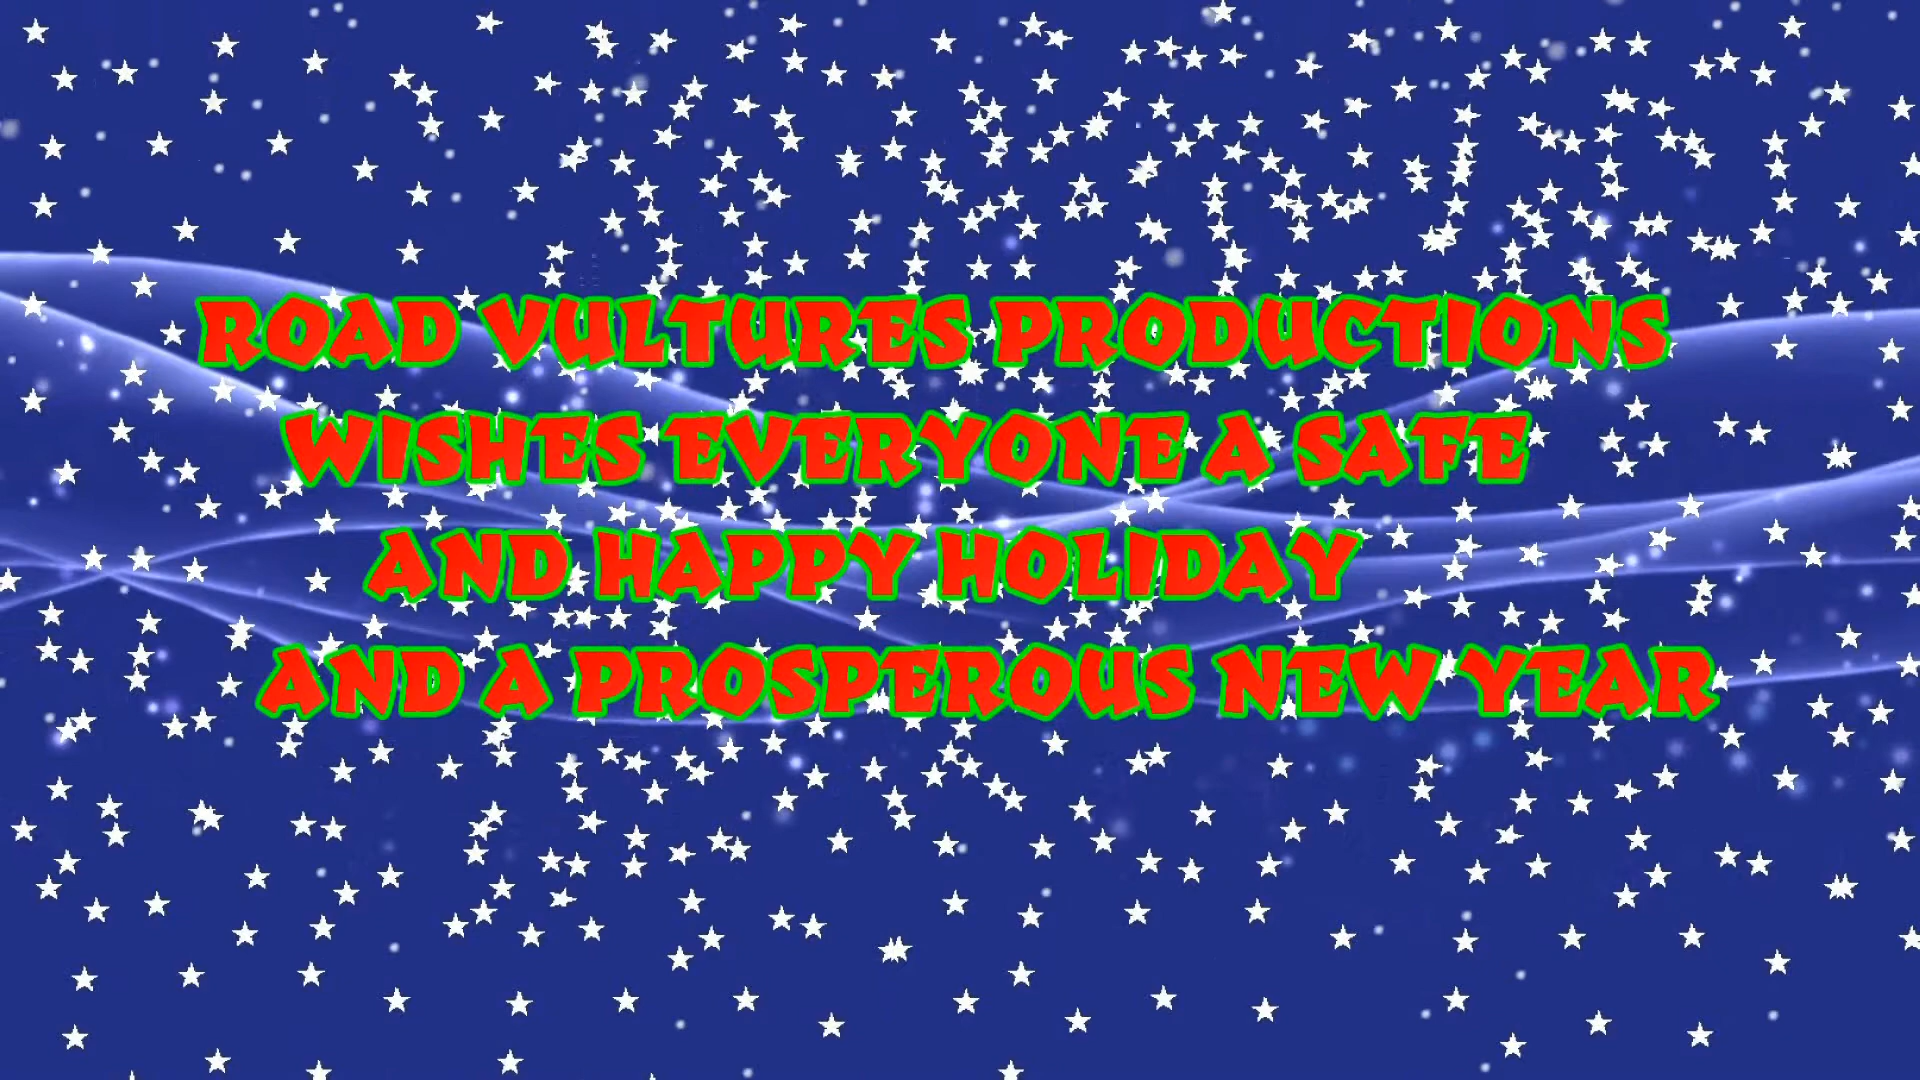 ROAD VULTURES PRODUCTIONS
WISHES EVERYONE A SAFE
AND HAPPY HOLIDAY
AND A PROSPEROUS NEW YEAR